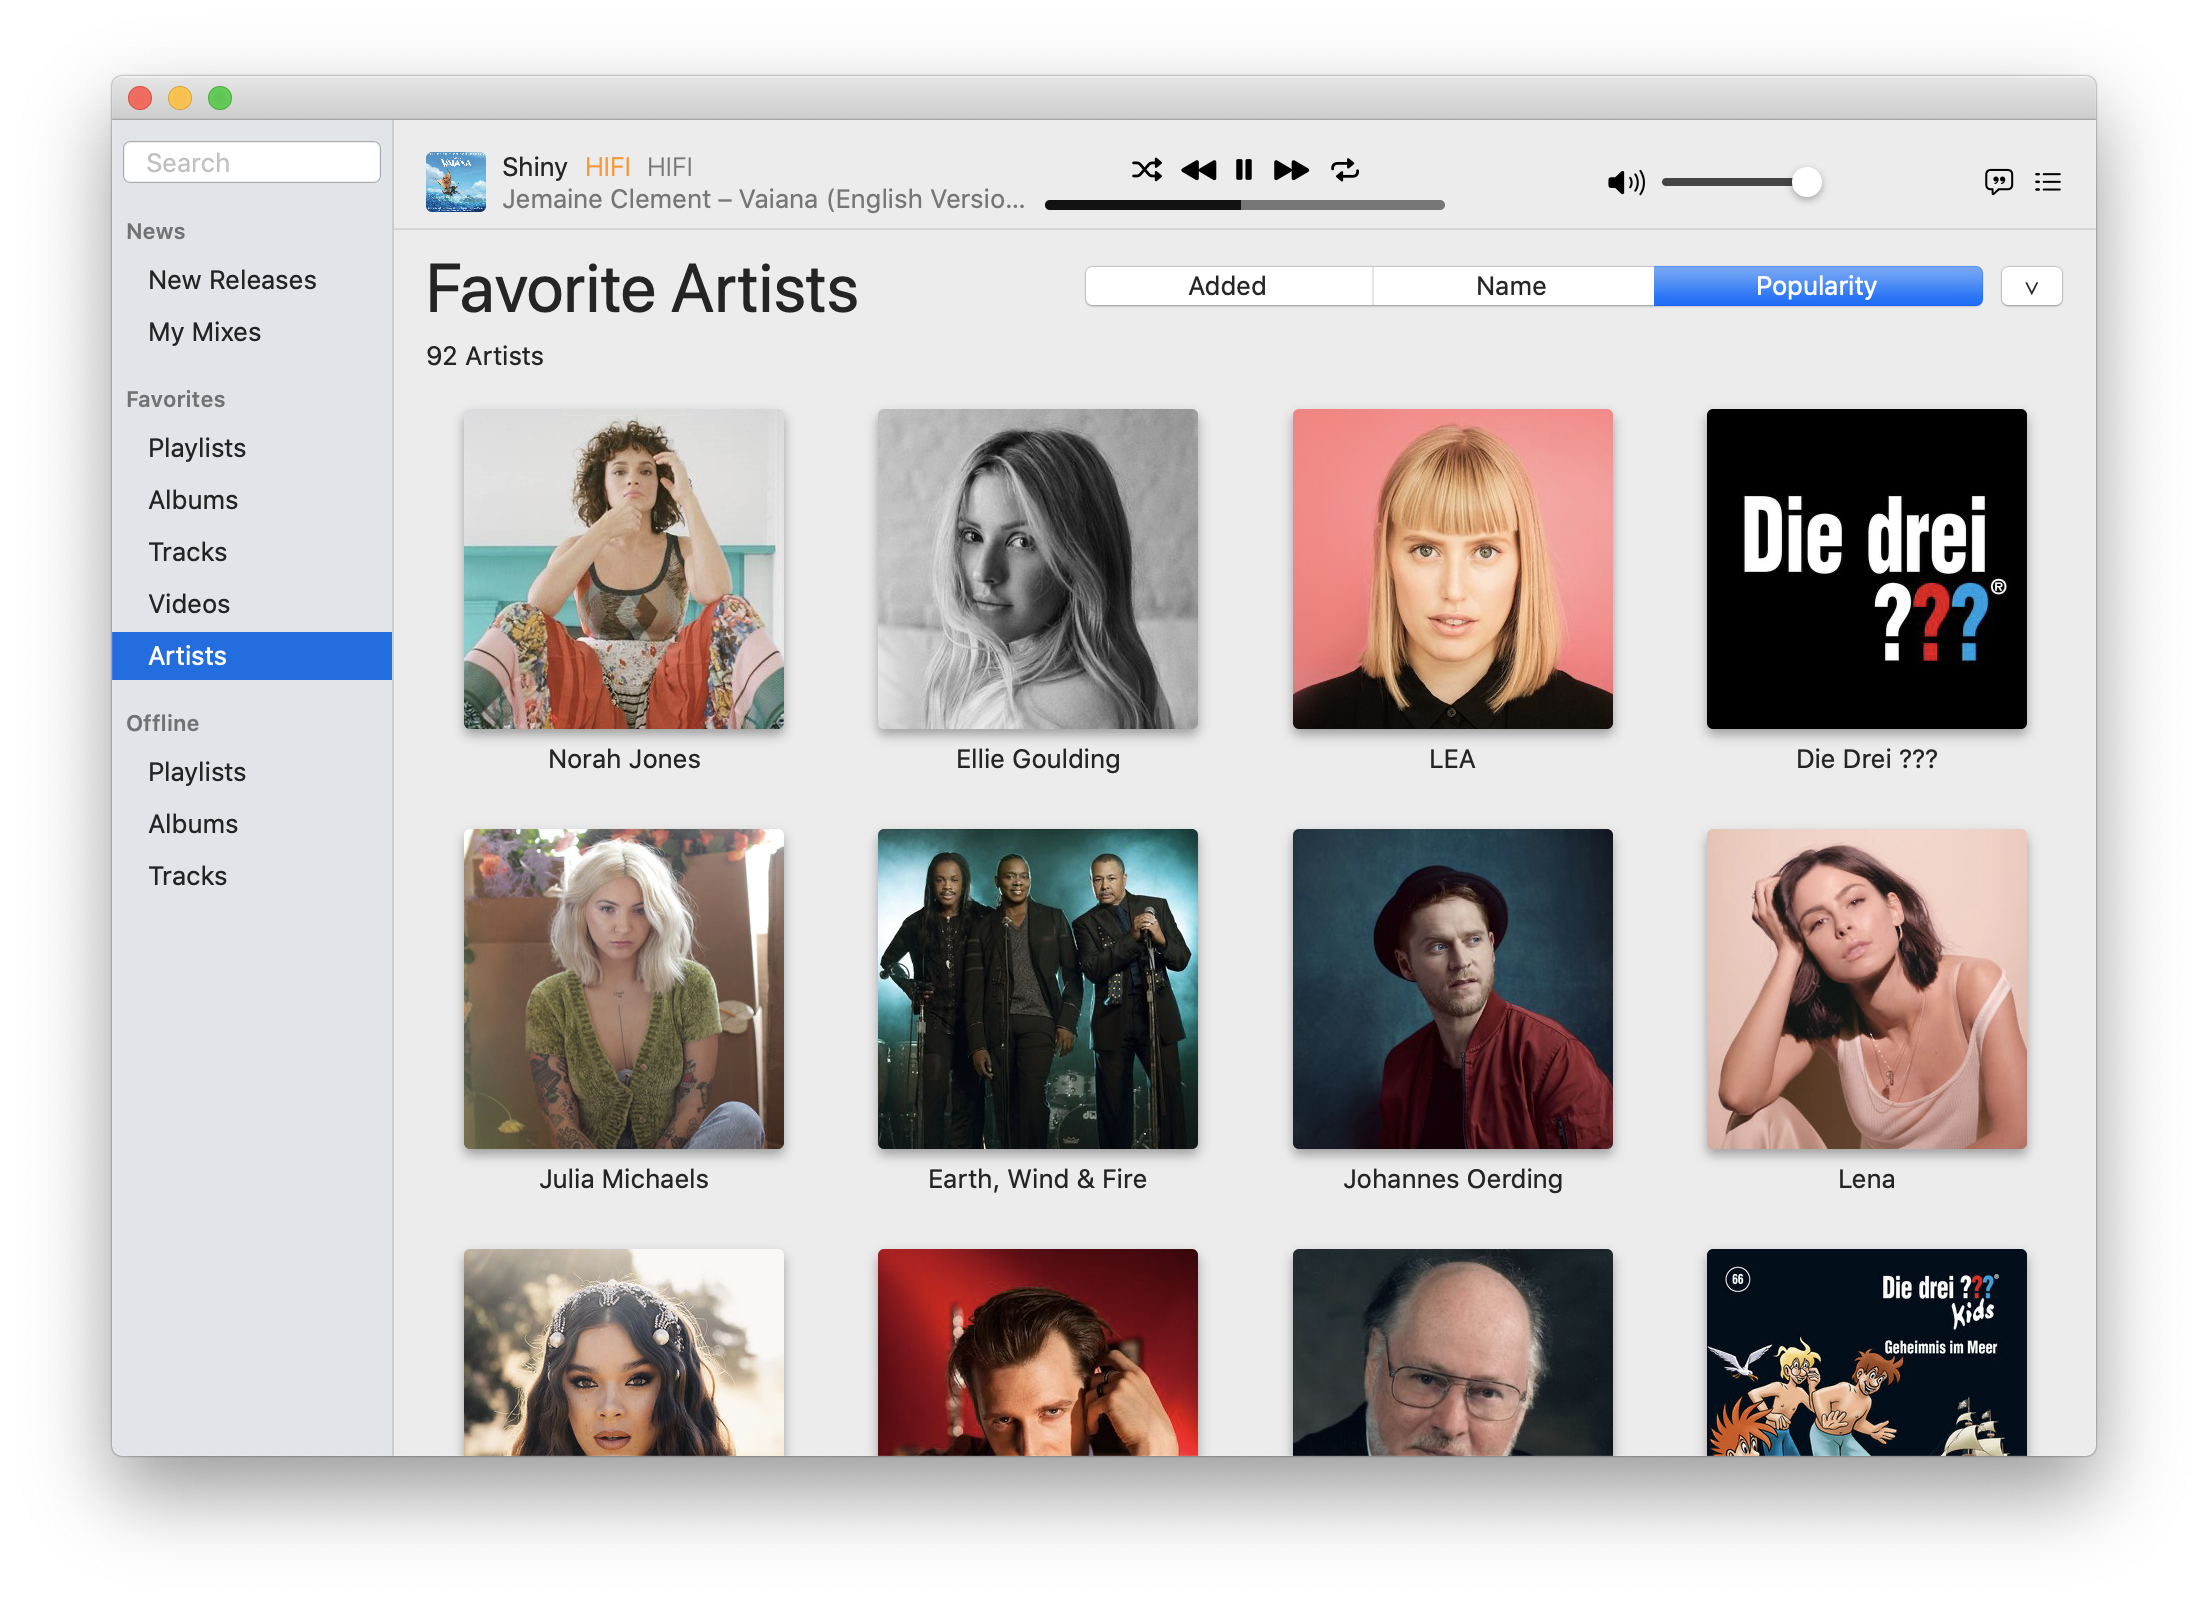 Search
News
New Releases
My Mixes
Favorites
Playlists
Albums
Tracks
Videos
Artists
Offline
Playlists
Albums
Tracks
VAIANA
Shiny HIFI HIFI
Jemaine Clement – Vaiana (English Versio...
Favorite Artists
Added Name Popularity
92 Artists
Die drei
???®
Norah Jones
Ellie Goulding
LEA
Die Drei ???
Julia Michaels
Earth, Wind & Fire
Johannes Oerding
Lena
66
Die drei ???
Kids
Geheimnis im Meer